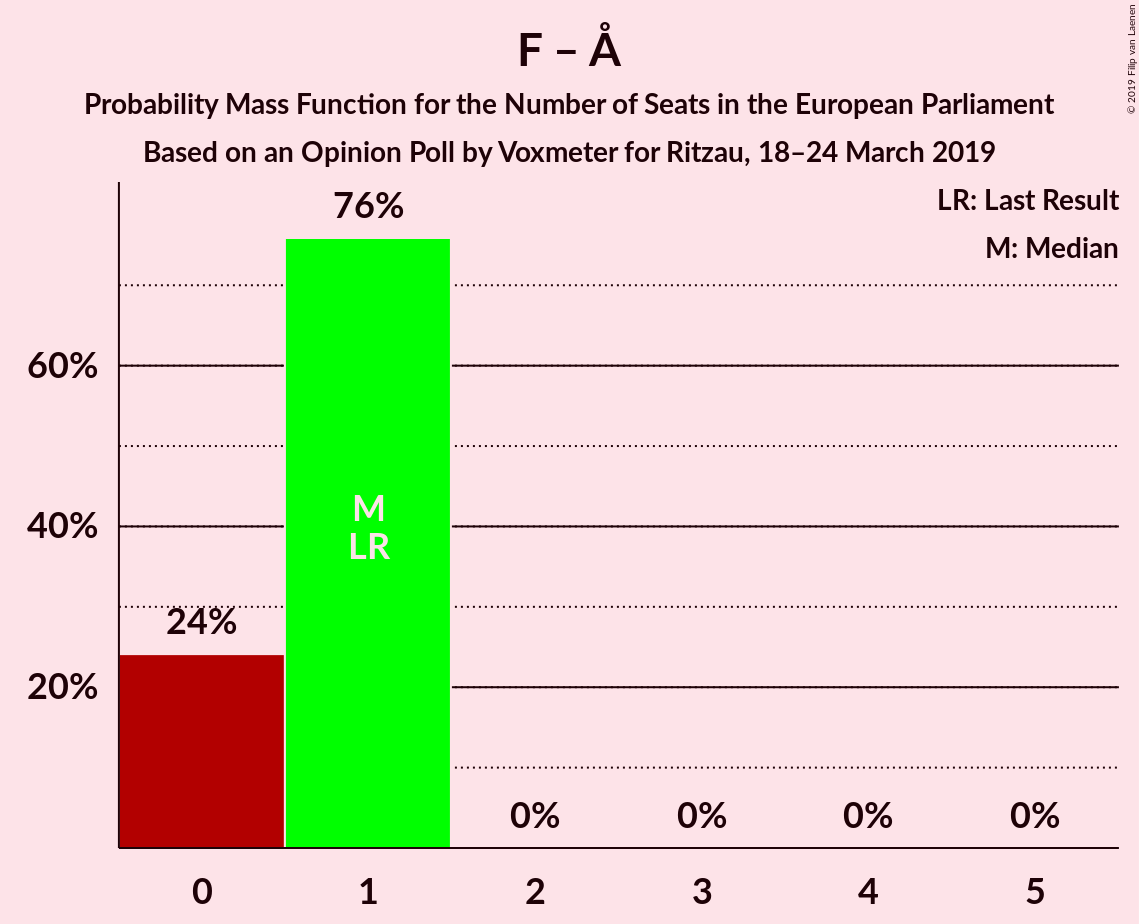 F – Å
Probability Mass Function for the Number of Seats in the European Parliament
Based on an Opinion Poll by Voxmeter for Ritzau, 18–24 March 2019
© 2019 Filip van Laenen
LR: Last Result
M: Median
76%
60%
M
40%
LR
24%
20%
0% 0% 0% 0%
0 1 2 3 4 5